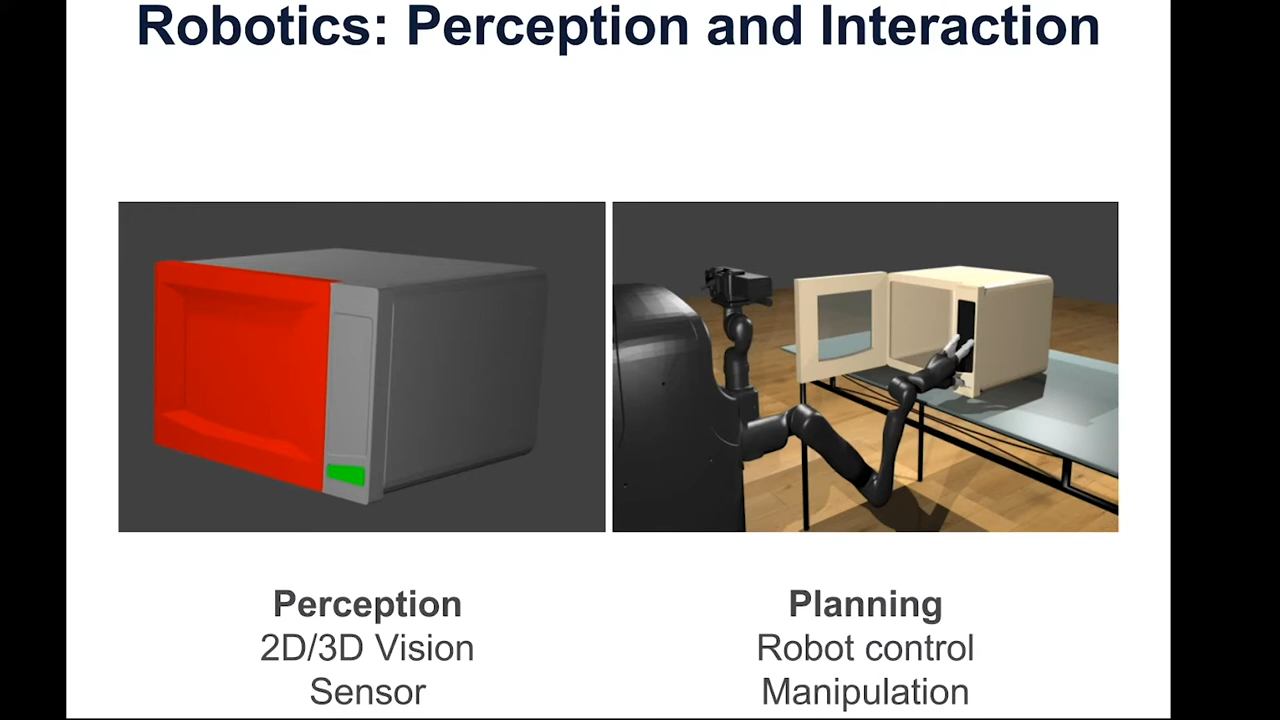 Robotics: Perception and Interaction
Perception
2D/3D Vision
Sensor
Planning
Robot control
Manipulation